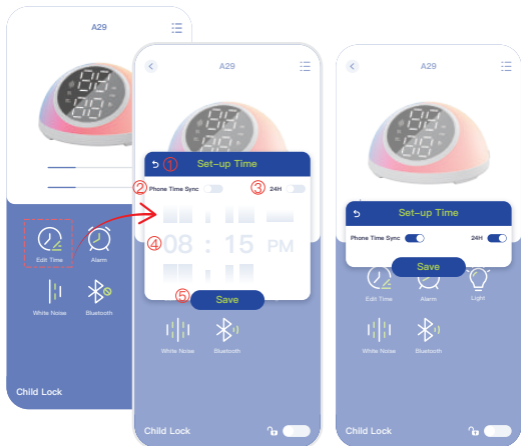 A29
Edit Time
Alarm
White Noise
Bluetooth
Child Lock
A29
① Set-up Time
② Phone Time Sync ③ 24H
④ 08 : 15 PM
⑤ Save
White Noise
Bluetooth
Child Lock
A29
Set-up Time
Phone Time Sync 24H
Save
Edit Time
Alarm
Light
White Noise
Bluetooth
Child Lock